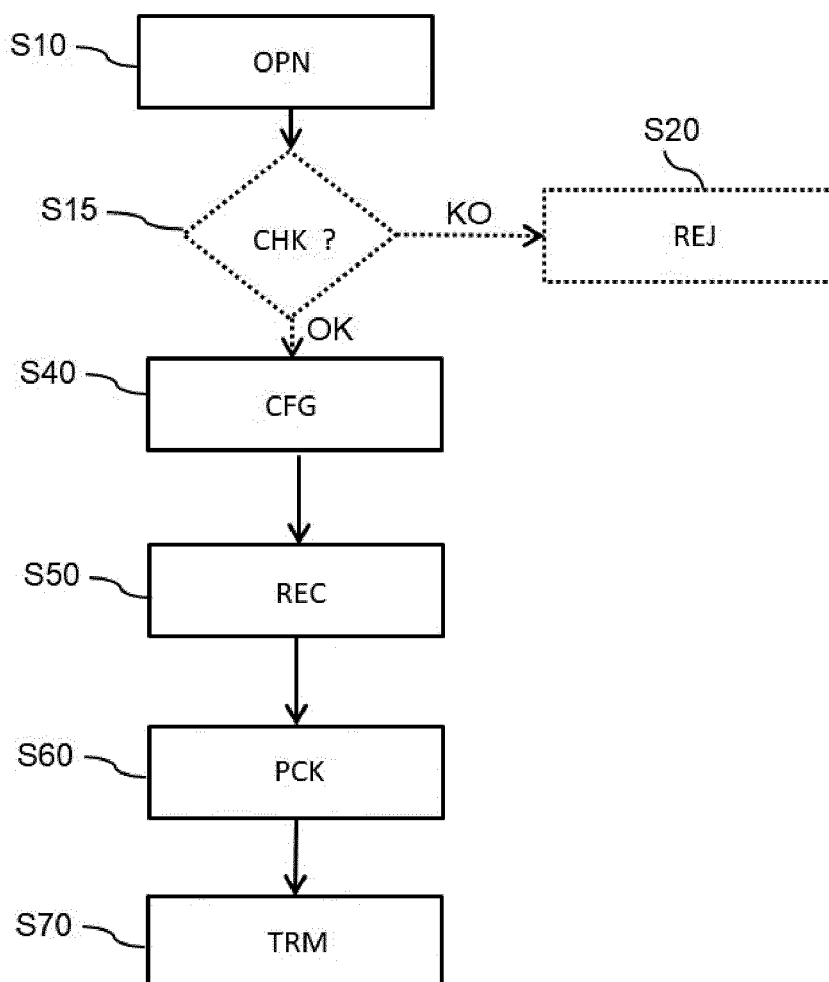 S10
OPN
S20
S15
CHK ?
KO
REJ
OK
S40
CFG
S50
REC
S60
PCK
S70
TRM